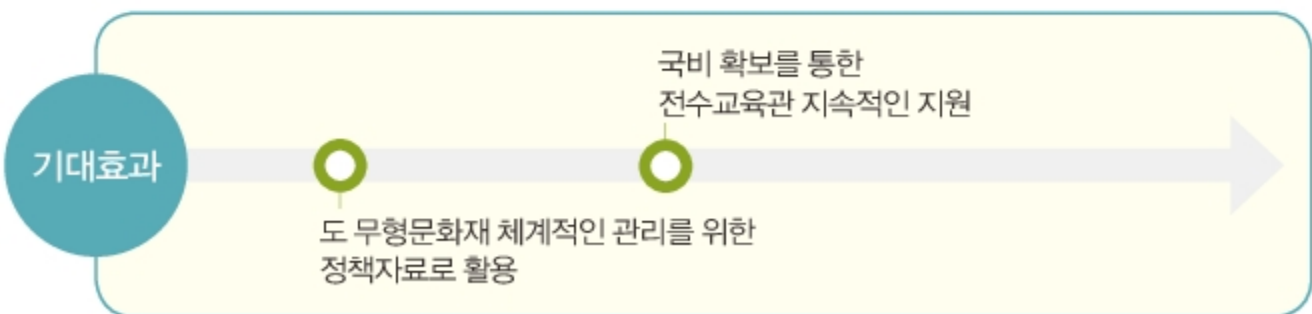 기대효과
국비 확보를 통한
전수교육관 지속적인 지원
도 무형문화재 체계적인 관리를 위한
정책자료로 활용